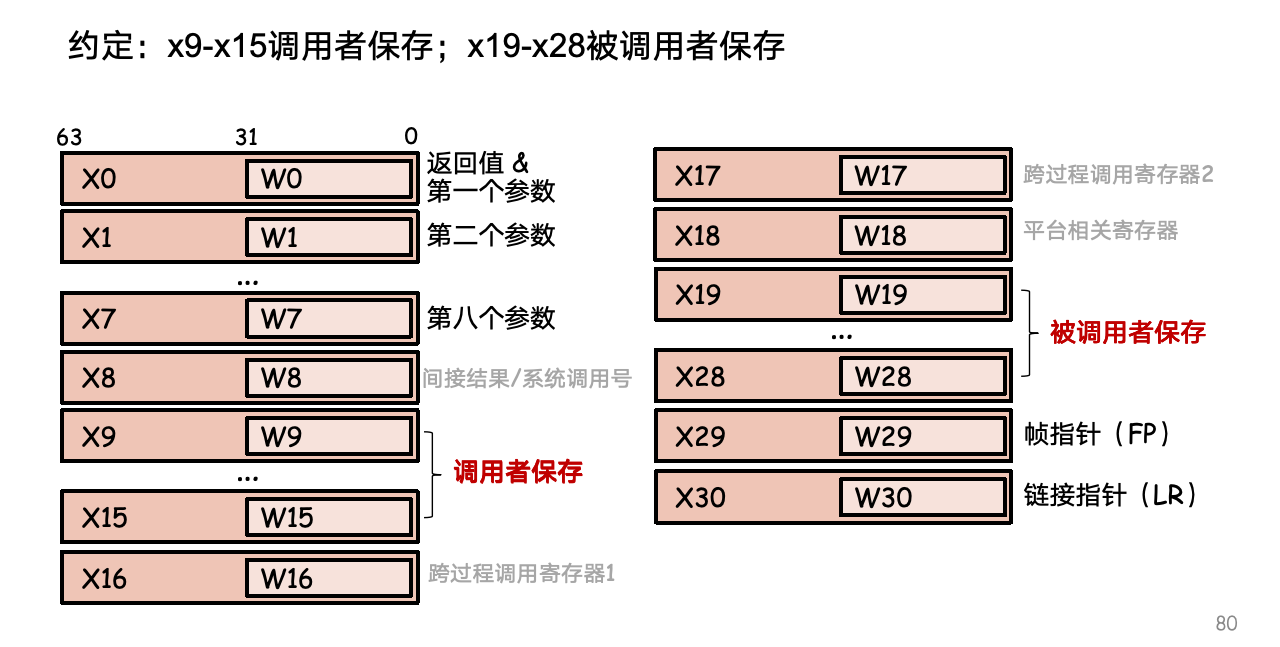 约定：x9-x15调用者保存；x19-x28被调用者保存
63 31 0
X0 W0 返回值 &
第一个参数
X1 W1 第二个参数
...
X7 W7 第八个参数
X8 W8 间接结果/系统调用号
X9 W9
...
调用者保存
X15 W15
X16 W16 跨过程调用寄存器1
X17 W17 跨过程调用寄存器2
X18 W18 平台相关寄存器
X19 W19
...
被调用者保存
X28 W28
X29 W29 帧指针（FP）
X30 W30 链接指针（LR）
80